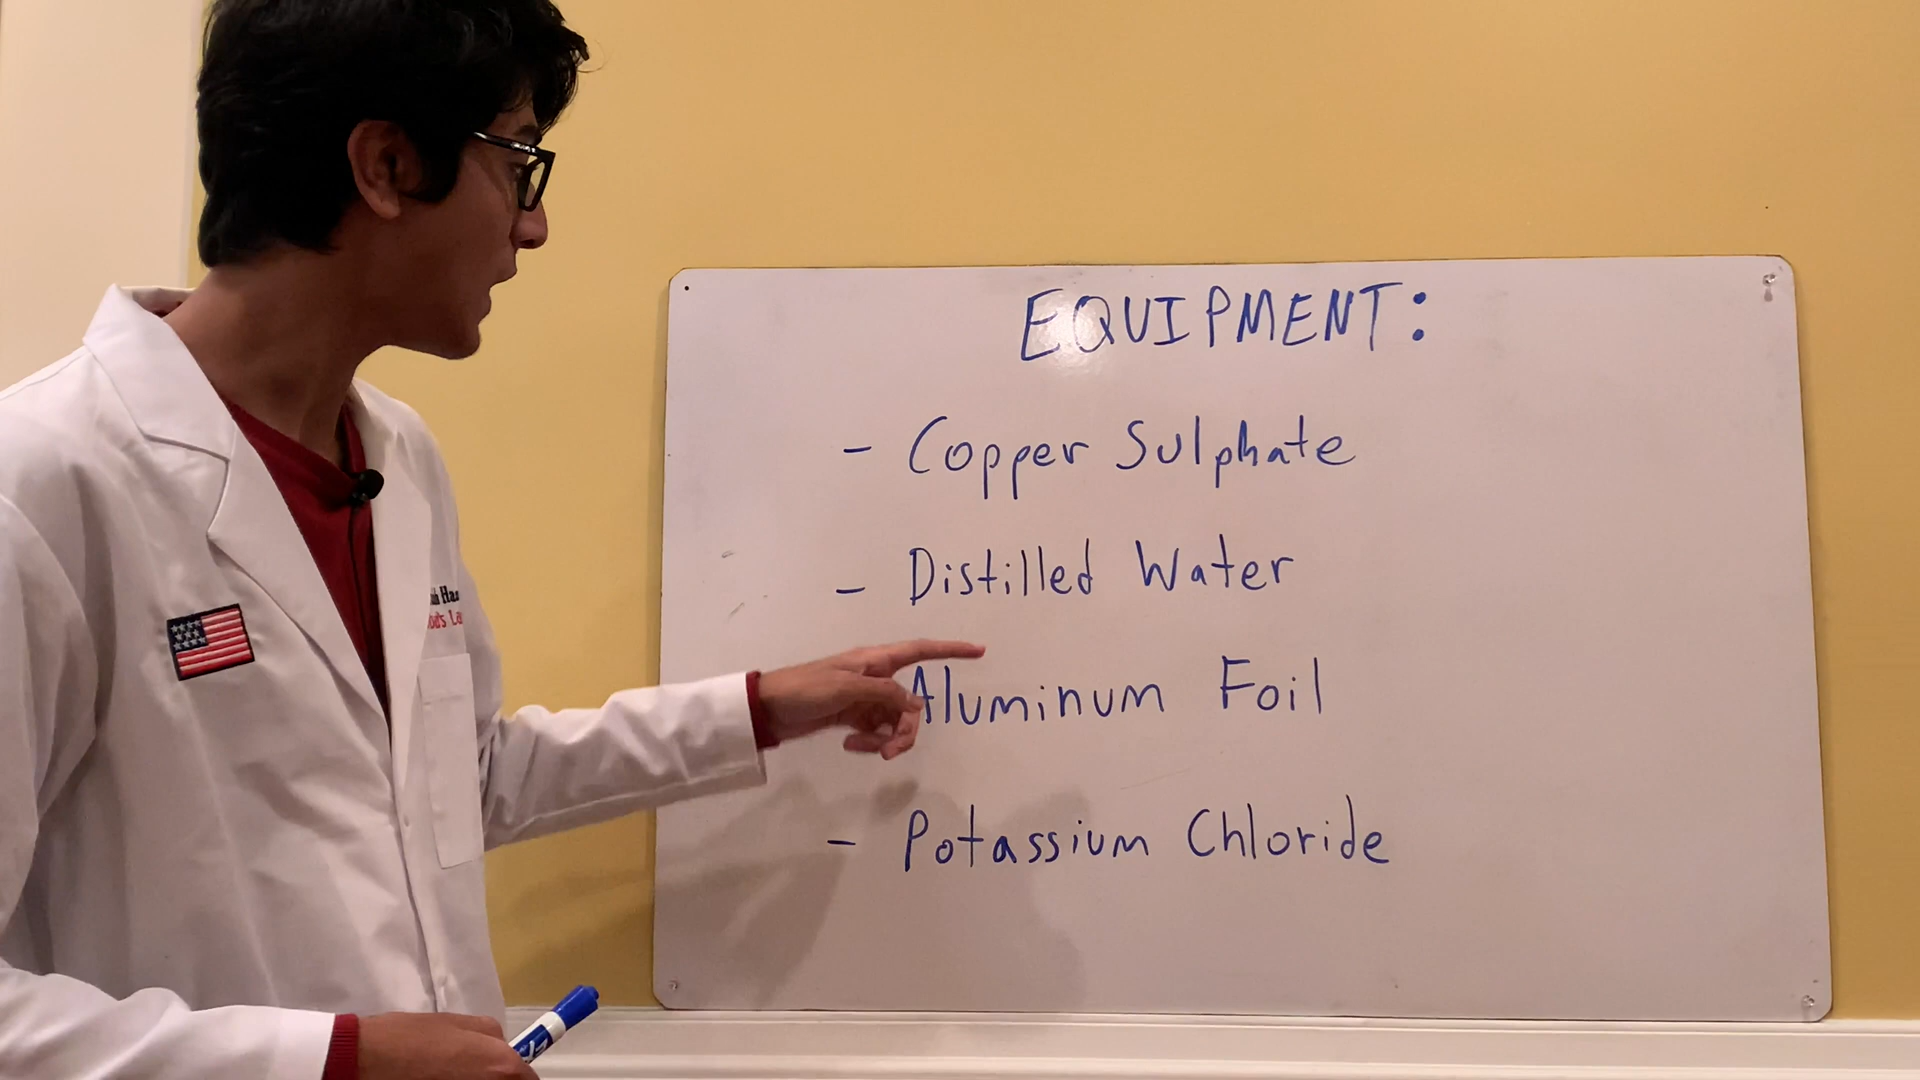 EQUIPMENT:
- Copper Sulphate
- Distilled Water
Aluminum Foil
- Potassium Chloride